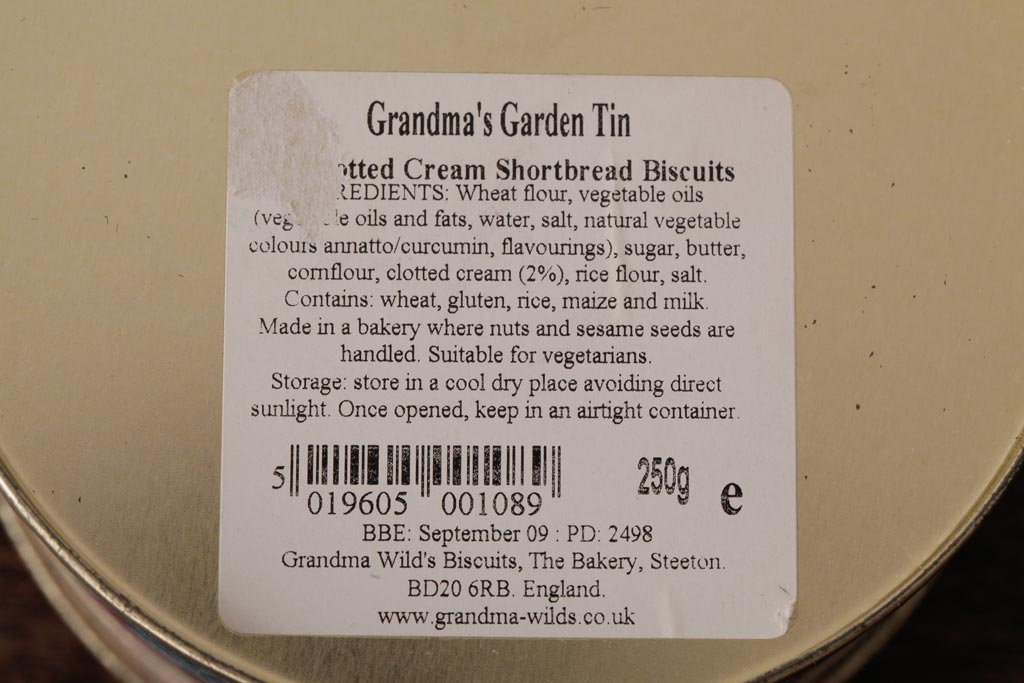 Grandma's Garden Tin
otted Cream Shortbread Biscuits
REDIENTS: Wheat flour, vegetable oils
(veg le oils and fats, water, salt, natural vegetable
colours annatto/curcumin, flavourings), sugar, butter,
cornflour, clotted cream (2%), rice flour, salt.
Contains: wheat, gluten, rice, maize and milk.
Made in a bakery where nuts and sesame seeds are
handled. Suitable for vegetarians.
Storage: store in a cool dry place avoiding direct
sunlight. Once opened, keep in an airtight container.
5 019605 001089
250g e
BBE: September 09 : PD: 2498
Grandma Wild's Biscuits, The Bakery, Steeton.
BD20 6RB. England.
www.grandma-wilds.co.uk